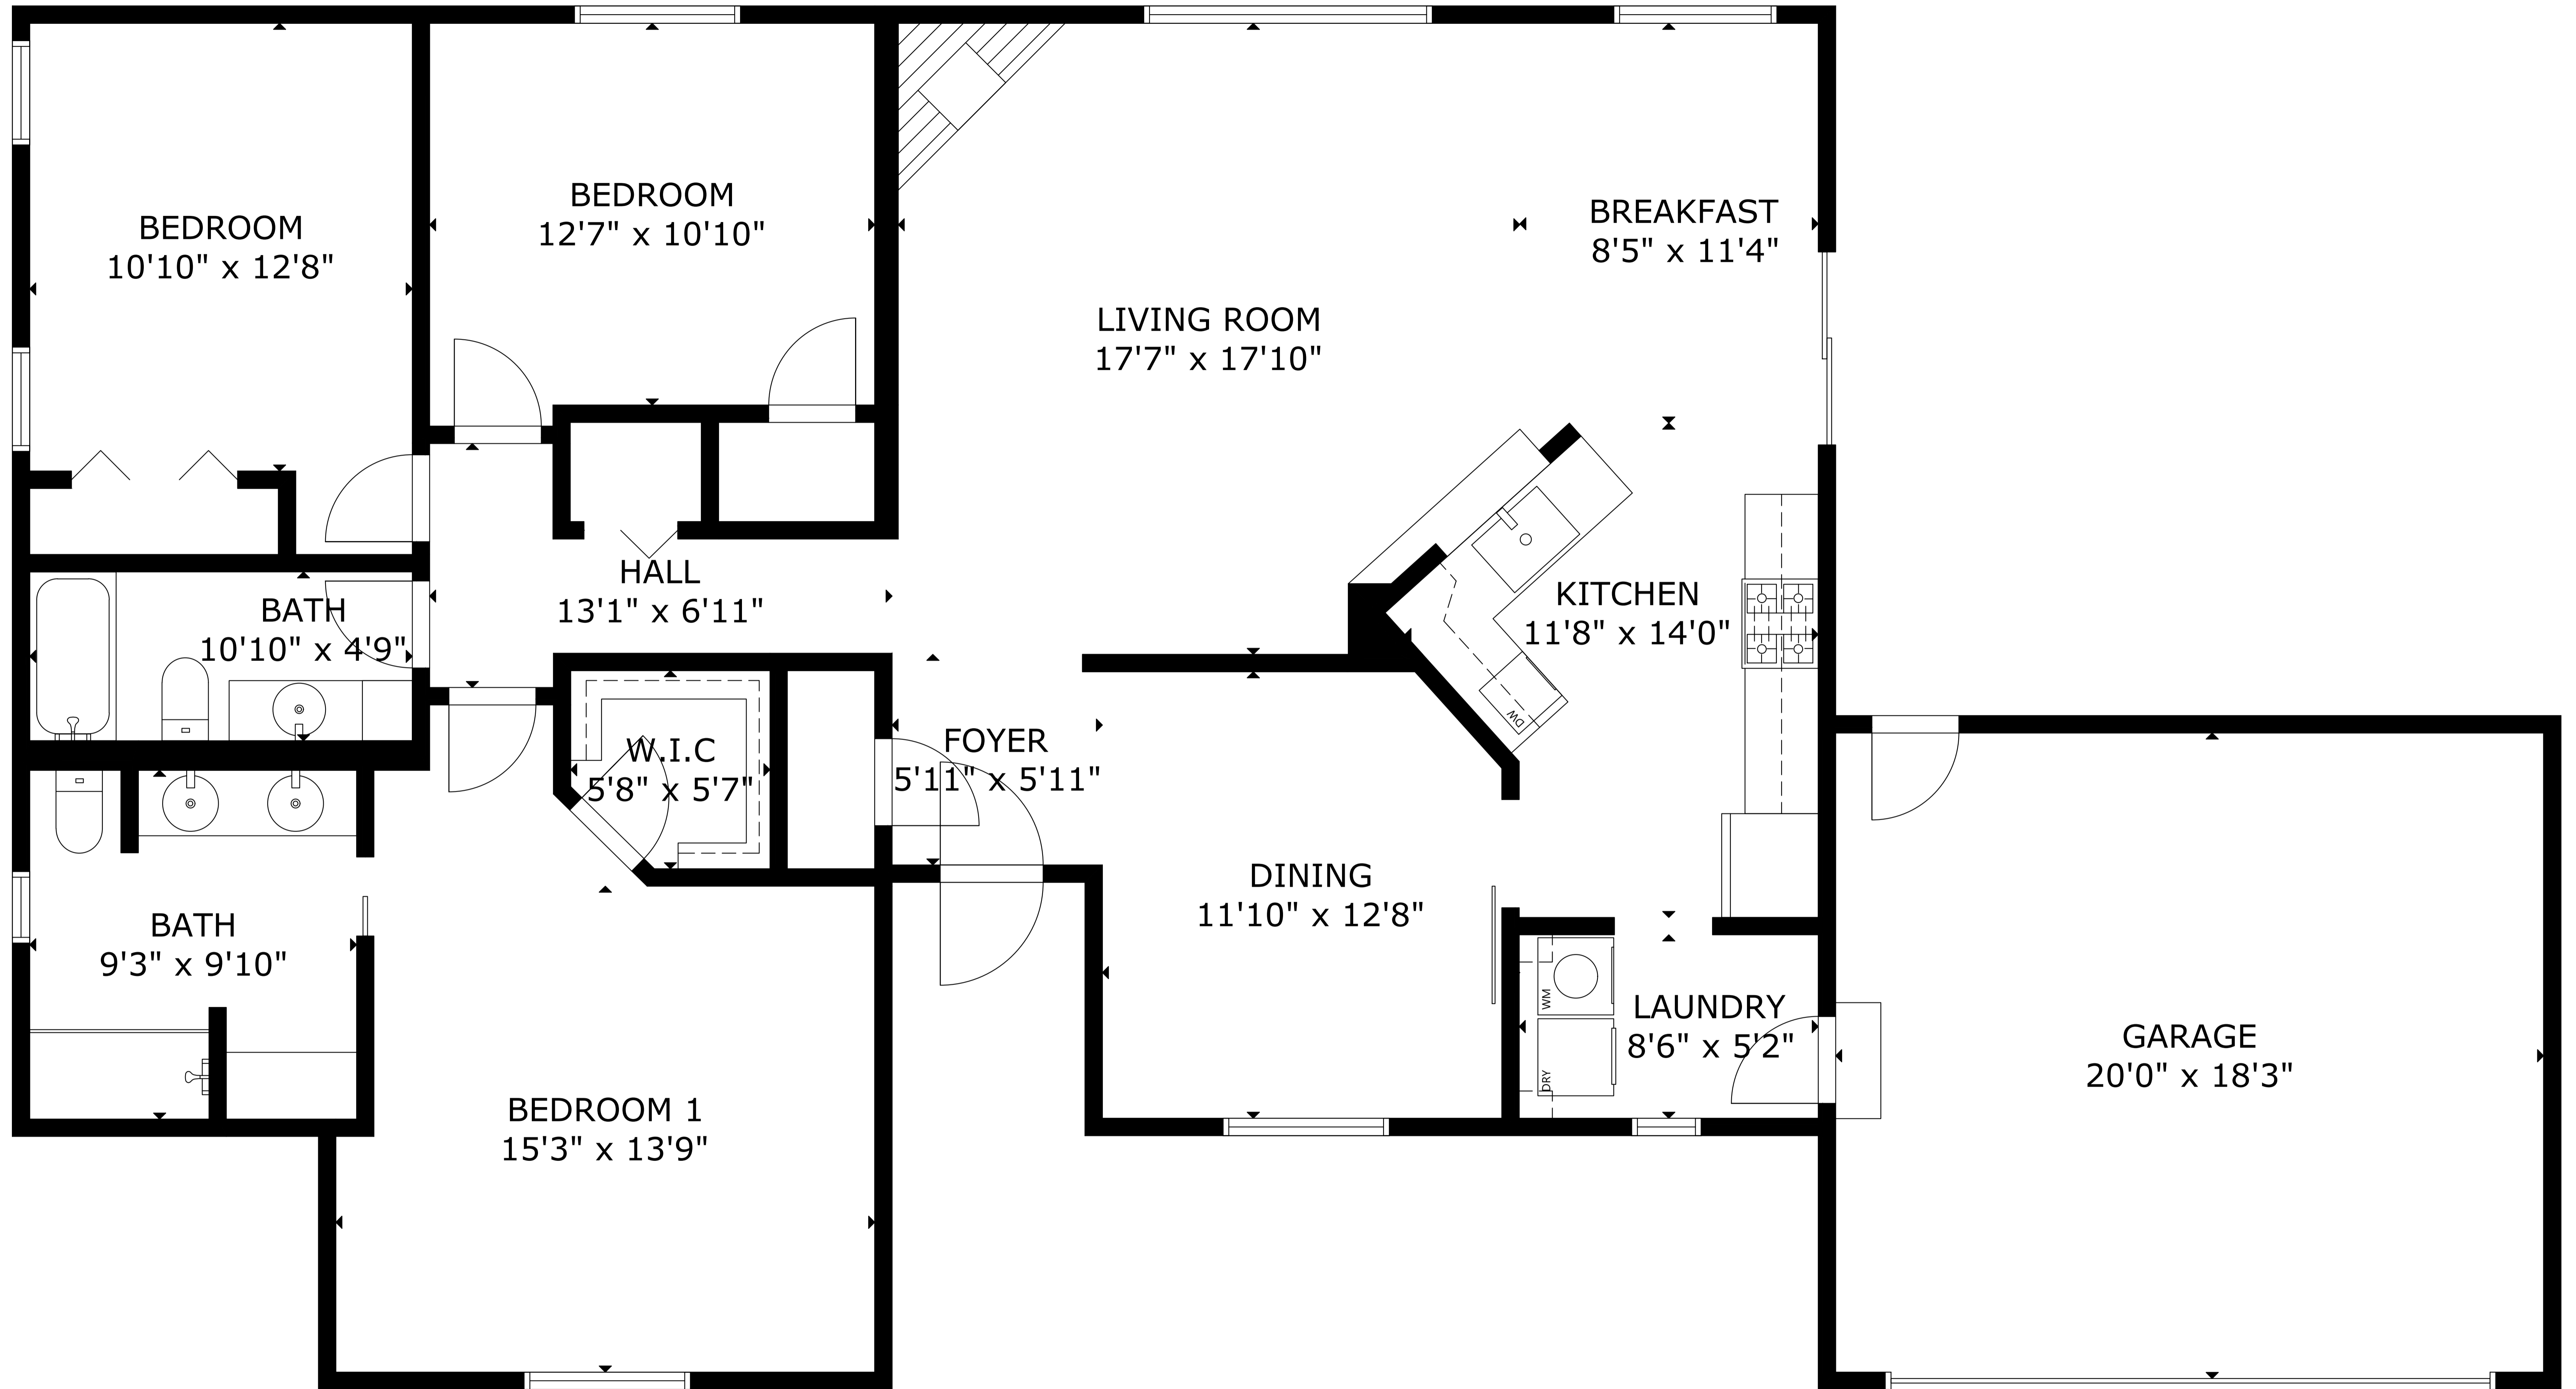 BEDROOM
10'10" x 12'8"
BEDROOM
12'7" x 10'10"
BREAKFAST
8'5" x 11'4"
LIVING ROOM
17'7" x 17'10"
HALL
13'1" x 6'11"
KITCHEN
11'8" x 14'0"
BATH
10'10" x 4'9"
DW
W.I.C
5'8" x 5'7"
FOYER
5'11" x 5'11"
DINING
11'10" x 12'8"
BATH
9'3" x 9'10"
WM
LAUNDRY
8'6" x 5'2"
DRY
GARAGE
20'0" x 18'3"
BEDROOM 1
15'3" x 13'9"